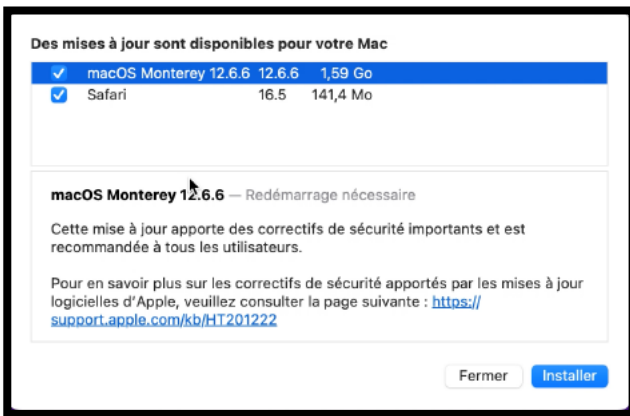 Des mises à jour sont disponibles pour votre Mac
macOS Monterey 12.6.6 12.6.6 1,59 Go
Safari 16.5 141,4 Mo
macOS Monterey 12.6.6 — Redémarrage nécessaire
Cette mise à jour apporte des correctifs de sécurité importants et est
recommandée à tous les utilisateurs.
Pour en savoir plus sur les correctifs de sécurité apportés par les mises à jour
logicielles d’Apple, veuillez consulter la page suivante : https://
support.apple.com/kb/HT201222
Fermer Installer